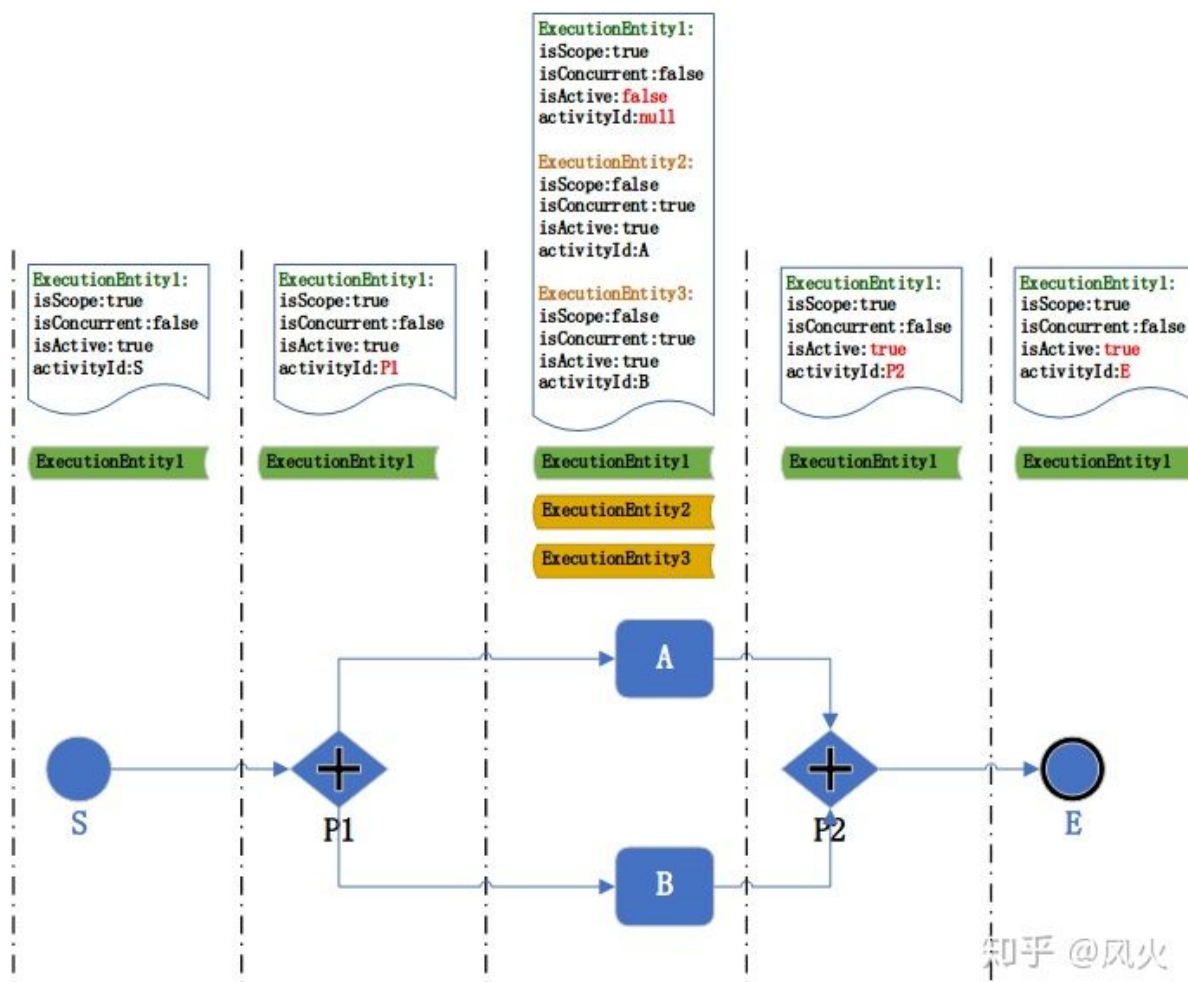 ExecutionEntity1:
isScope:true
isConcurrent:false
isActive:true
activityId:S
ExecutionEntity1
ExecutionEntity1:
isScope:true
isConcurrent:false
isActive:true
activityId:P1
ExecutionEntity1
ExecutionEntity1:
isScope:true
isConcurrent:false
isActive:false
activityId:null
ExecutionEntity2:
isScope:false
isConcurrent:true
isActive:true
activityId:A
ExecutionEntity3:
isScope:false
isConcurrent:true
isActive:true
activityId:B
ExecutionEntity1
ExecutionEntity2
ExecutionEntity3
ExecutionEntity1:
isScope:true
isConcurrent:false
isActive:true
activityId:P2
ExecutionEntity1
ExecutionEntity1:
isScope:true
isConcurrent:false
isActive:true
activityId:E
ExecutionEntity1
S
P1
A
B
P2
E
知乎 @风火